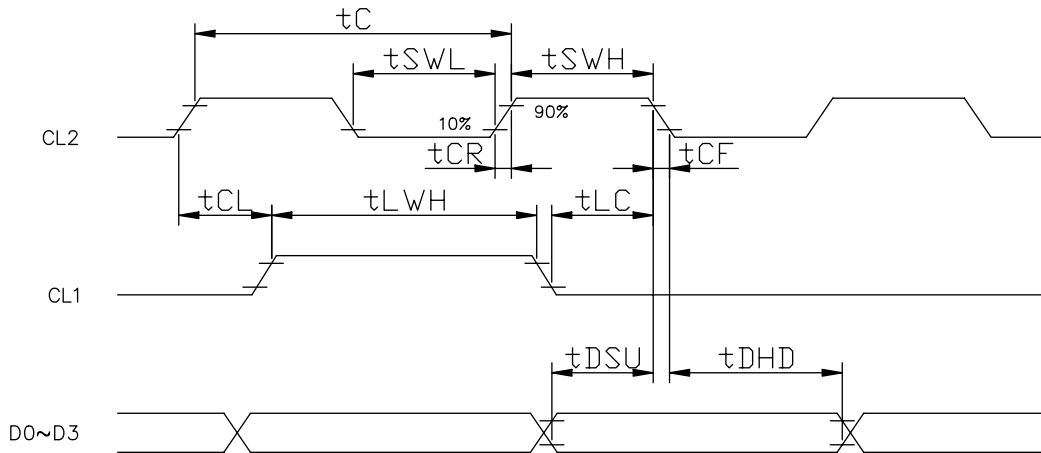 tC
tSWL tSWH
CL2 10% 90%
tCR tCF
tCL tLWH tLC
CL1
tDSU tDHD
D0~D3